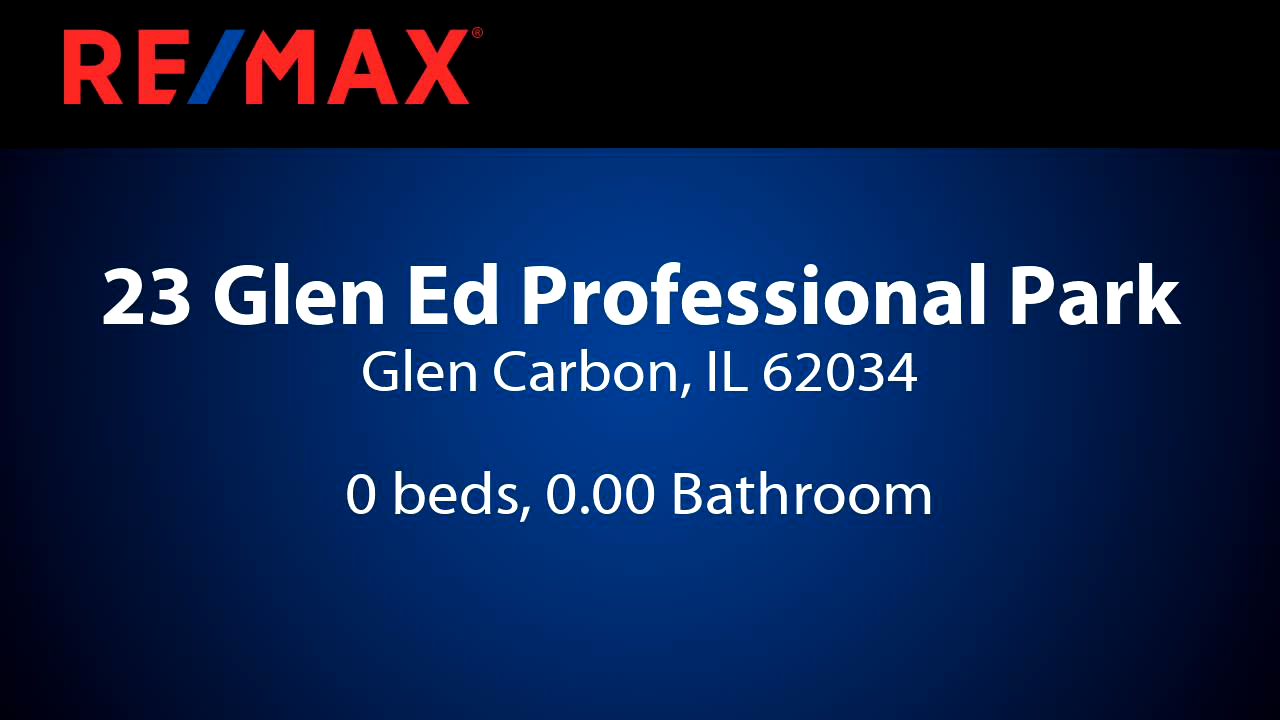 RE/MAX®
23 Glen Ed Professional Park
Glen Carbon, IL 62034
0 beds, 0.00 Bathroom